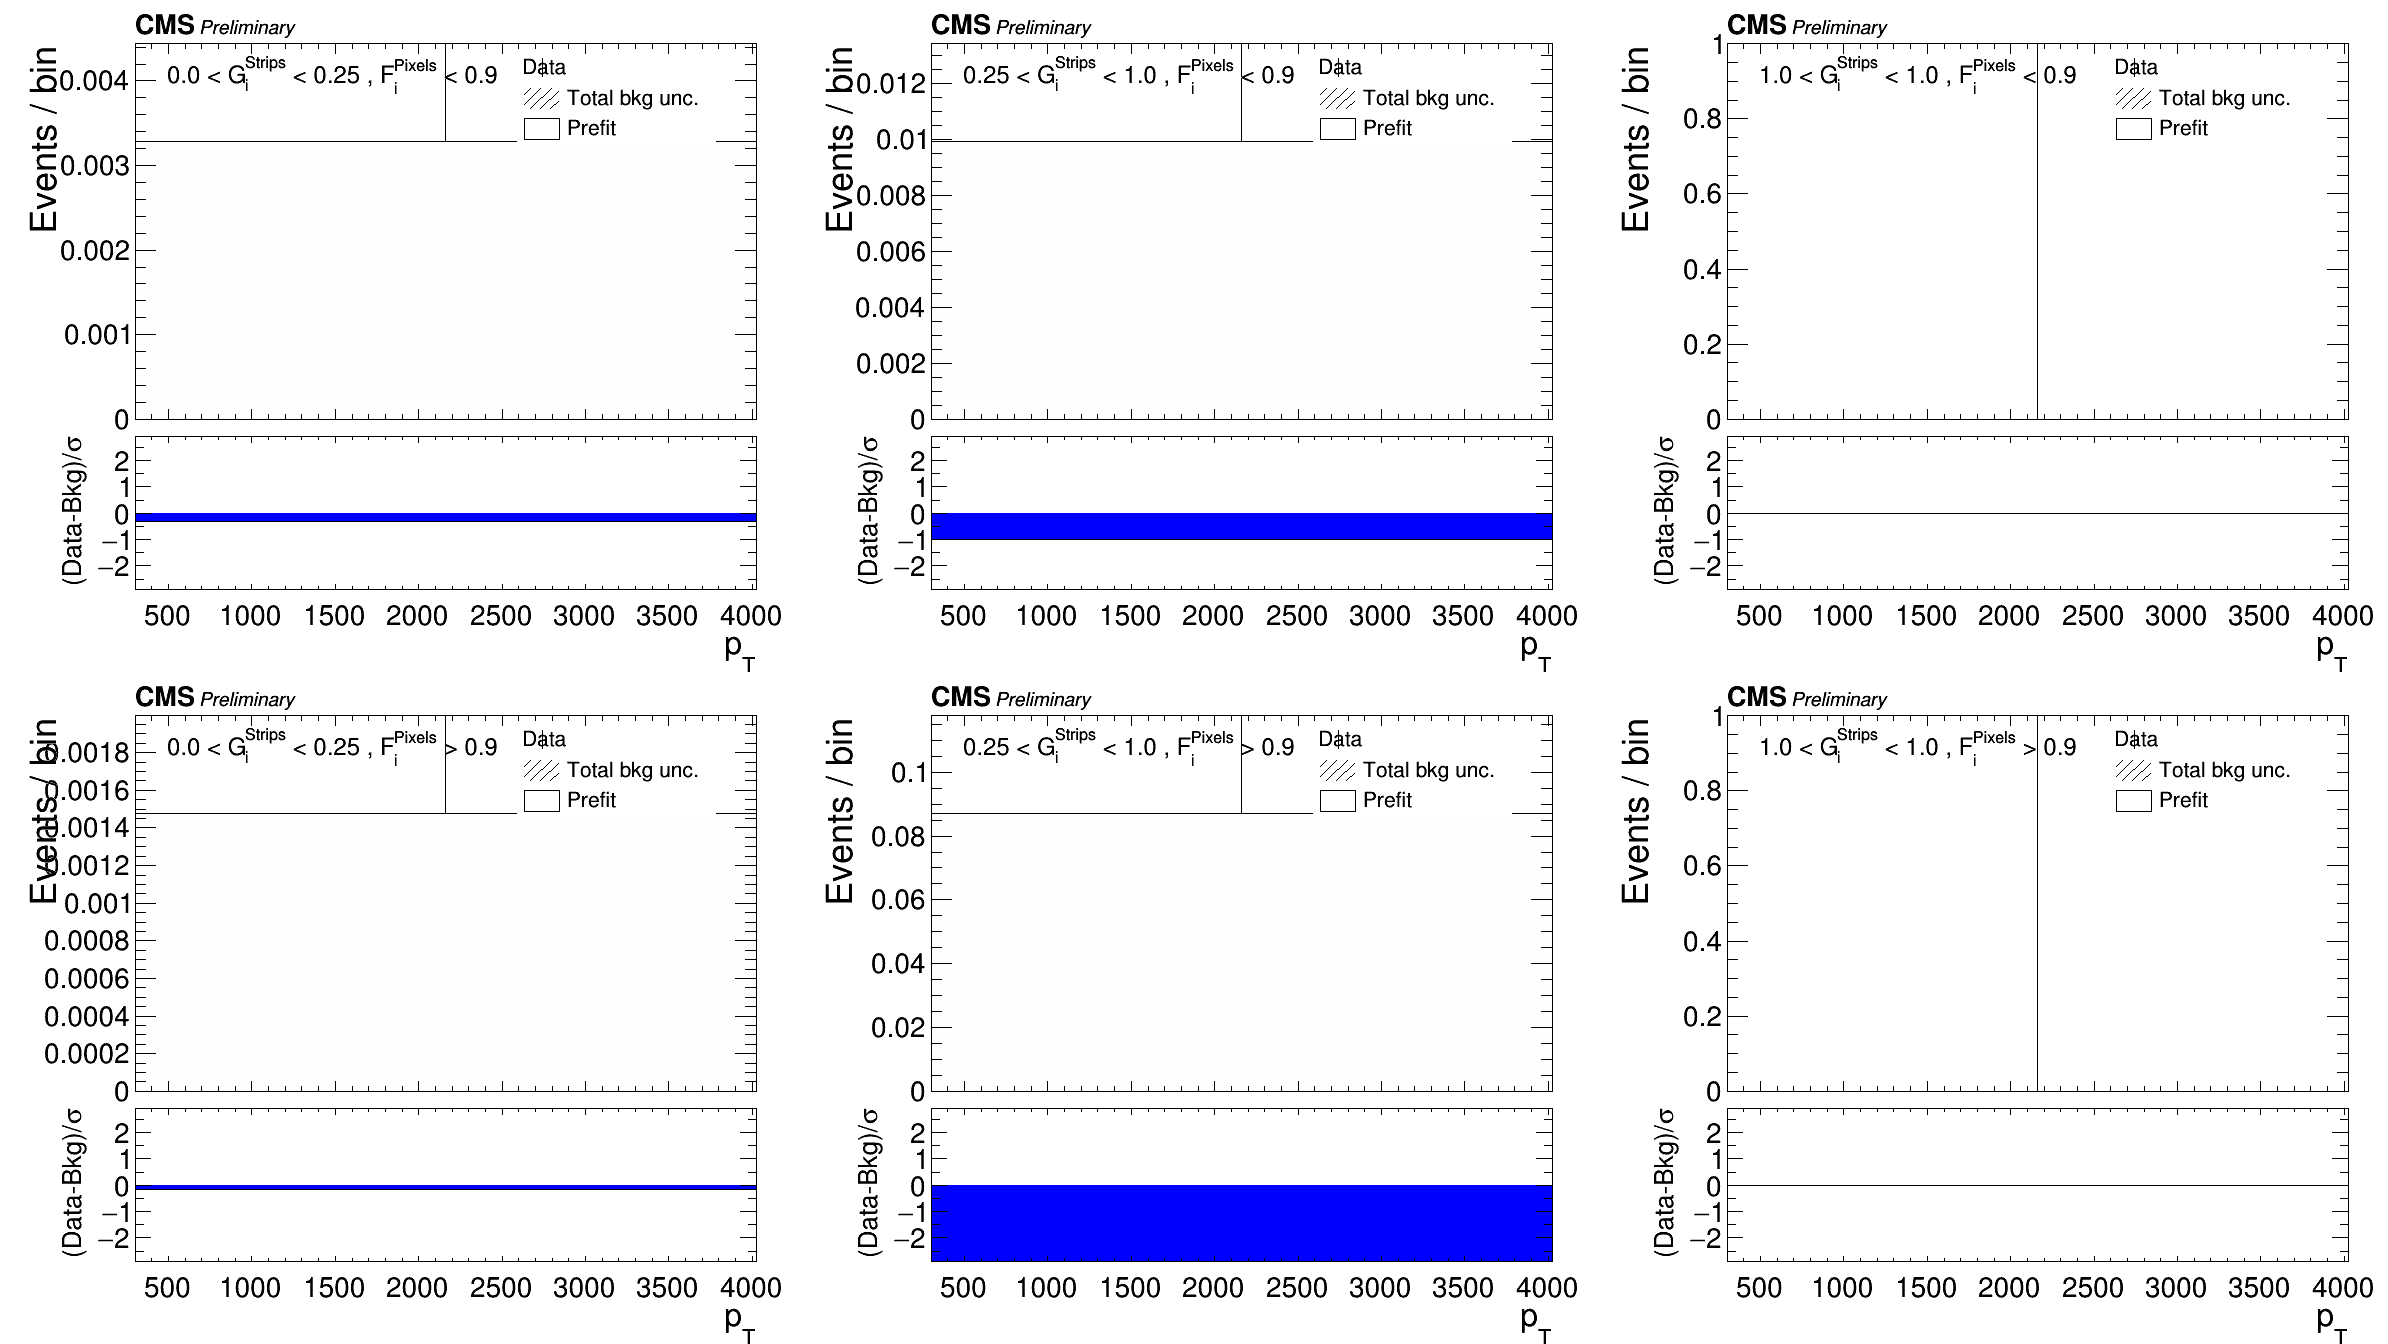 CMS Preliminary
Events / bin
0.0 < G_i^Strips < 0.25 , F_i^Pixels < 0.9
Data
Total bkg unc.
Prefit
0.004
0.003
0.002
0.001
0
(Data-Bkg)/σ
2
1
0
−1
−2
500 1000 1500 2000 2500 3000 3500 4000
p_T
CMS Preliminary
Events / bin
0.25 < G_i^Strips < 1.0 , F_i^Pixels < 0.9
Data
Total bkg unc.
Prefit
0.012
0.01
0.008
0.006
0.004
0.002
0
(Data-Bkg)/σ
2
1
0
−1
−2
500 1000 1500 2000 2500 3000 3500 4000
p_T
CMS Preliminary
Events / bin
1.0 < G_i^Strips < 1.0 , F_i^Pixels < 0.9
Data
Total bkg unc.
Prefit
1
0.8
0.6
0.4
0.2
0
(Data-Bkg)/σ
2
1
0
−1
−2
500 1000 1500 2000 2500 3000 3500 4000
p_T
CMS Preliminary
Events / bin
0.0 < G_i^Strips < 0.25 , F_i^Pixels > 0.9
Data
Total bkg unc.
Prefit
0.0018
0.0016
0.0014
0.0012
0.001
0.0008
0.0006
0.0004
0.0002
0
(Data-Bkg)/σ
2
1
0
−1
−2
500 1000 1500 2000 2500 3000 3500 4000
p_T
CMS Preliminary
Events / bin
0.25 < G_i^Strips < 1.0 , F_i^Pixels > 0.9
Data
Total bkg unc.
Prefit
0.1
0.08
0.06
0.04
0.02
0
(Data-Bkg)/σ
2
1
0
−1
−2
500 1000 1500 2000 2500 3000 3500 4000
p_T
CMS Preliminary
Events / bin
1.0 < G_i^Strips < 1.0 , F_i^Pixels > 0.9
Data
Total bkg unc.
Prefit
1
0.8
0.6
0.4
0.2
0
(Data-Bkg)/σ
2
1
0
−1
−2
500 1000 1500 2000 2500 3000 3500 4000
p_T